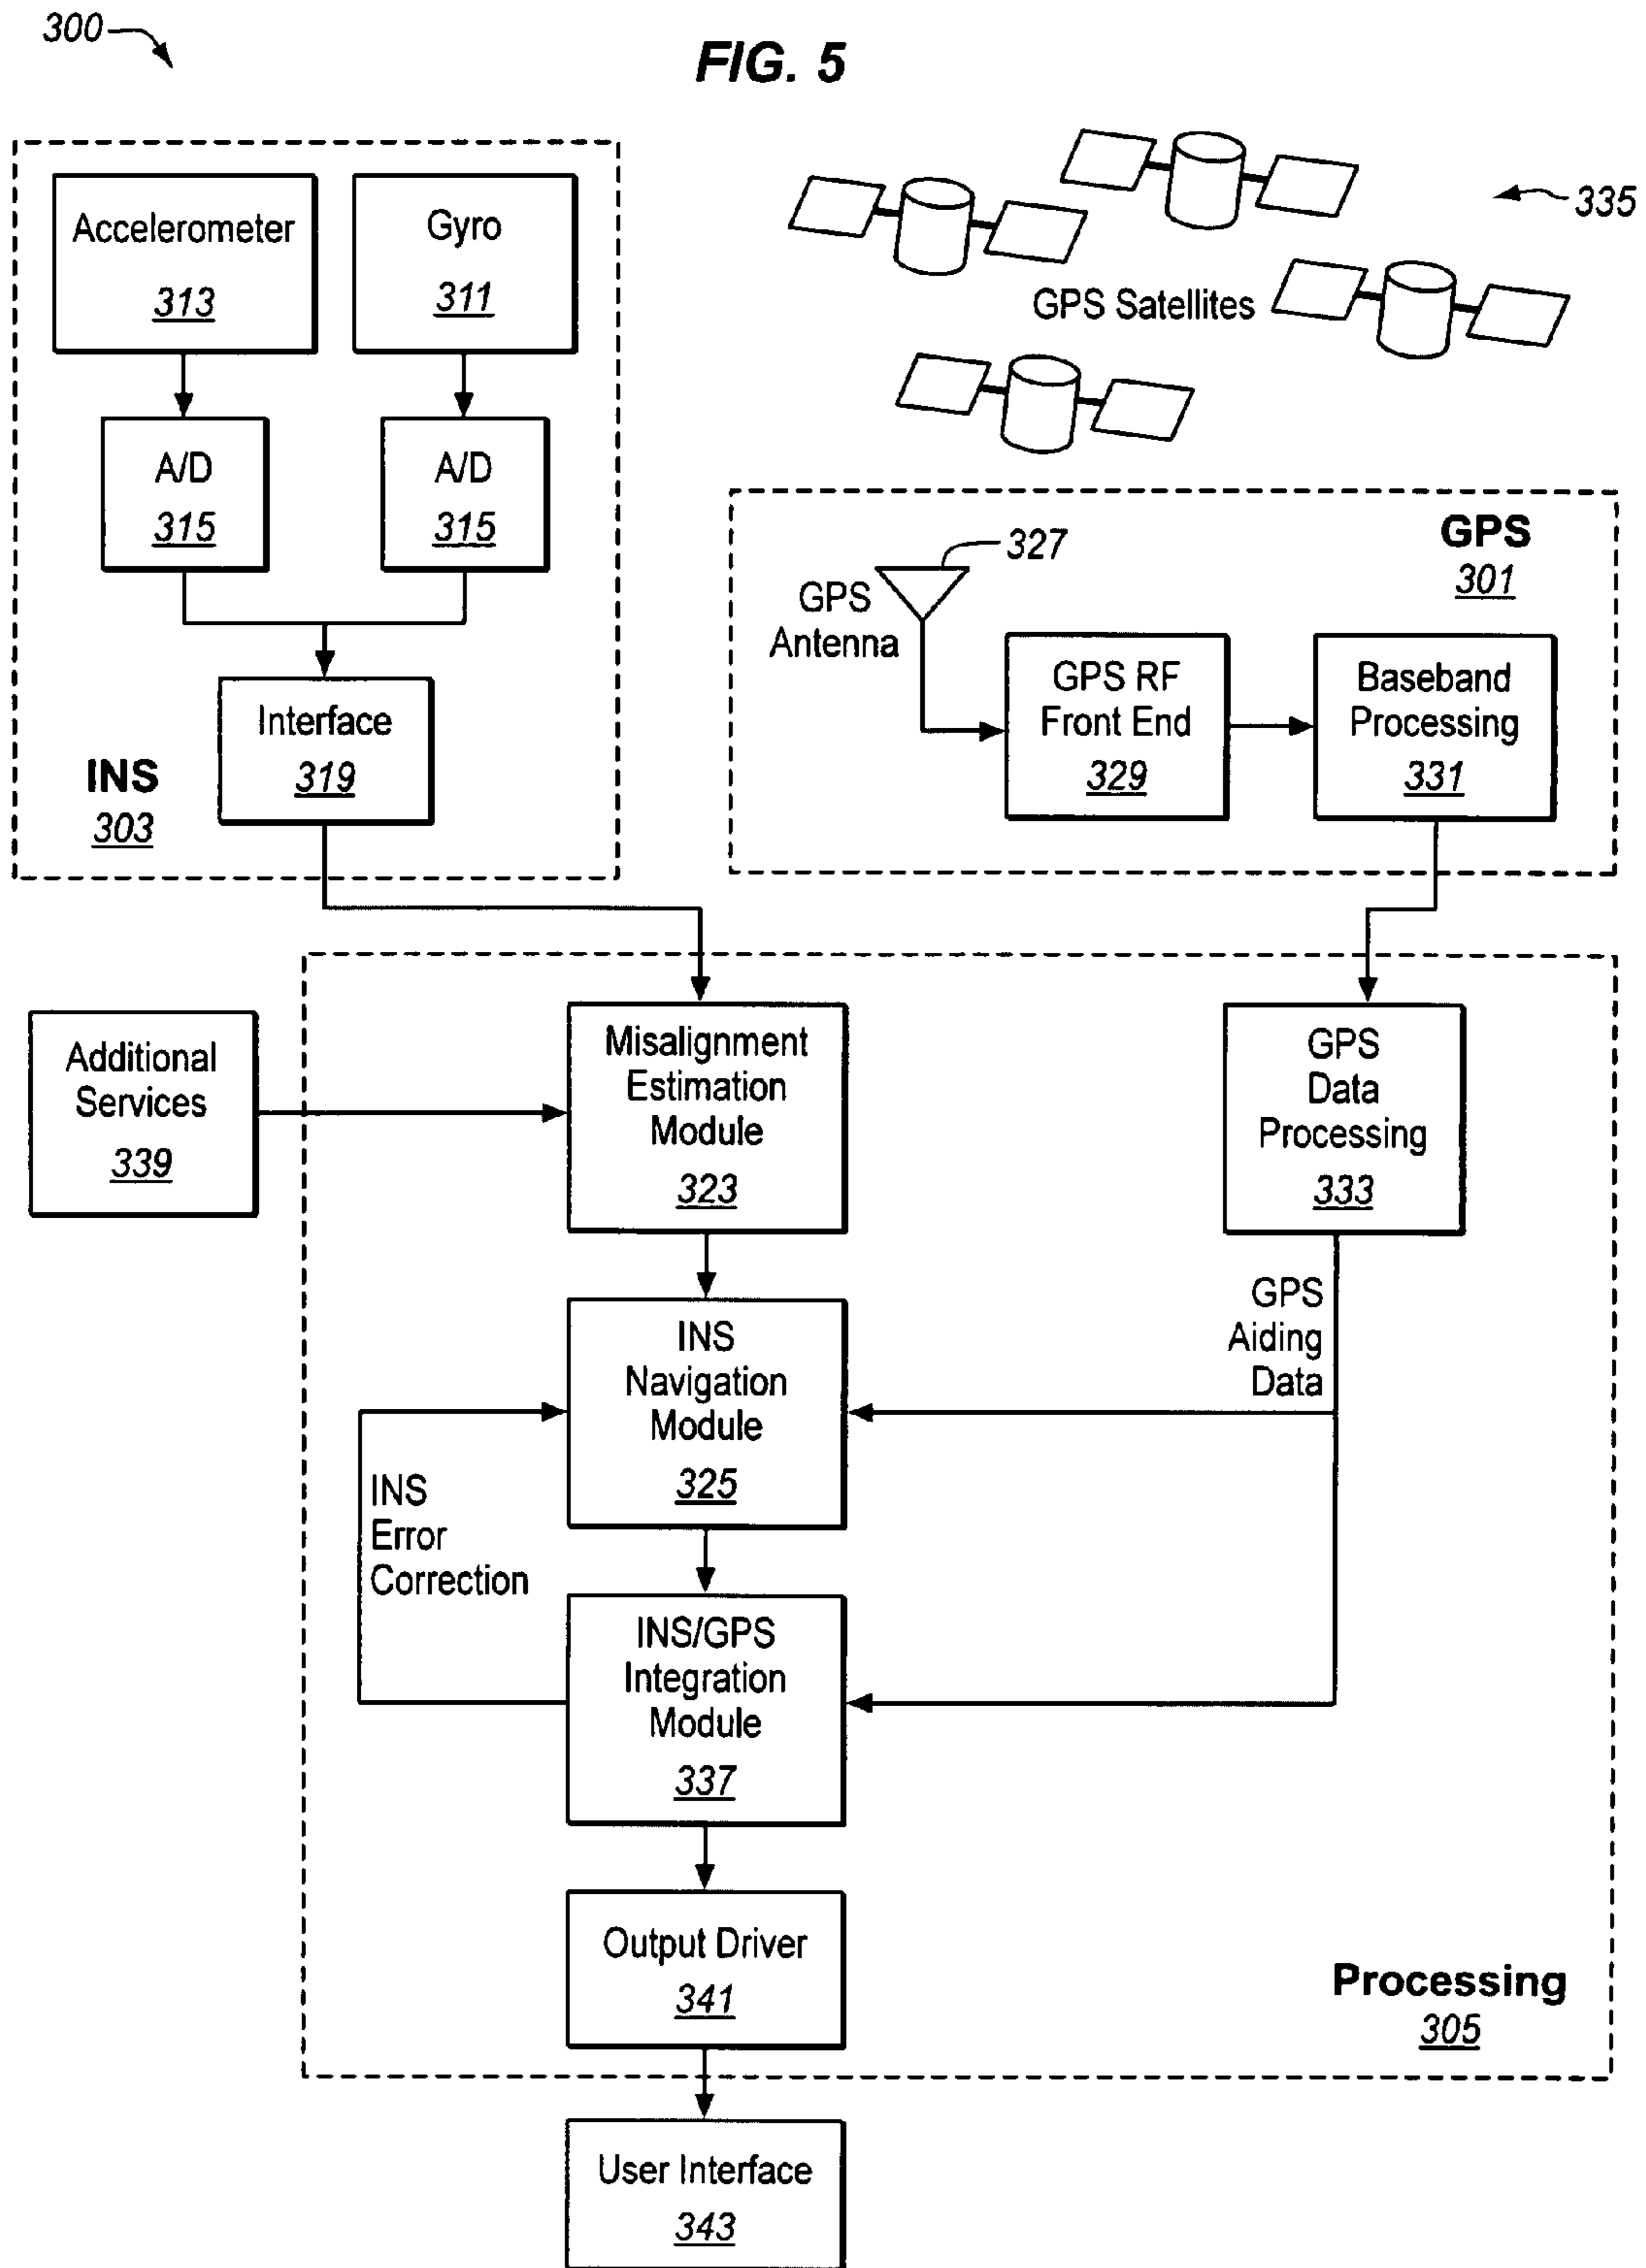 300
FIG. 5
Accelerometer
313
Gyro
311
335
GPS Satellites
A/D
315
A/D
315
Interface
319
INS
303
GPS
301
327
GPS
Antenna
GPS RF
Front End
329
Baseband
Processing
331
Additional
Services
339
Misalignment
Estimation
Module
323
GPS
Data
Processing
333
GPS
Aiding
Data
INS
Navigation
Module
325
INS
Error
Correction
INS/GPS
Integration
Module
337
Output Driver
341
Processing
305
User Interface
343